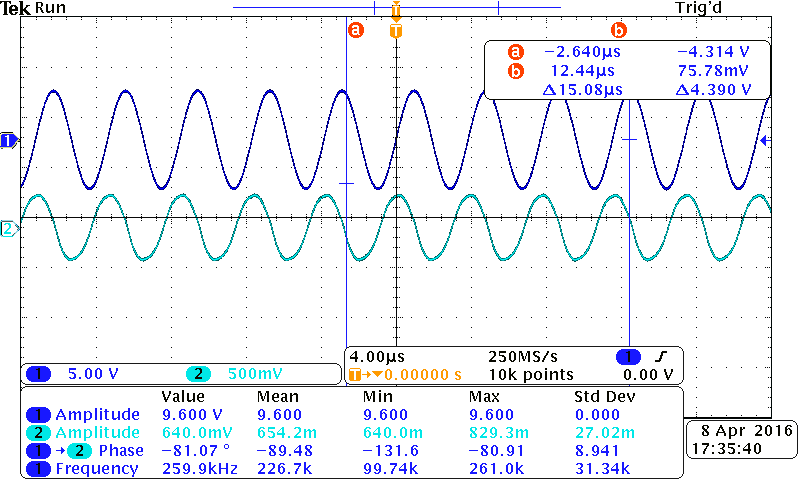 Tek Run Trig'd
T
a T b
a −2.640µs −4.314 V
b 12.44µs 75.78mV
Δ15.08µs Δ4.390 V
1
2
1 5.00 V 2 500mV
4.00µs 250MS/s 1
T→▼0.00000 s 10k points 0.00 V
Value Mean Min Max Std Dev
1 Amplitude 9.600 V 9.600 9.600 9.600 0.000
2 Amplitude 640.0mV 654.2m 640.0m 829.3m 27.02m
1 → 2 Phase −81.07 ° −89.48 −131.6 −80.91 8.941
1 Frequency 259.9kHz 226.7k 99.74k 261.0k 31.34k
8 Apr 2016
17:35:40